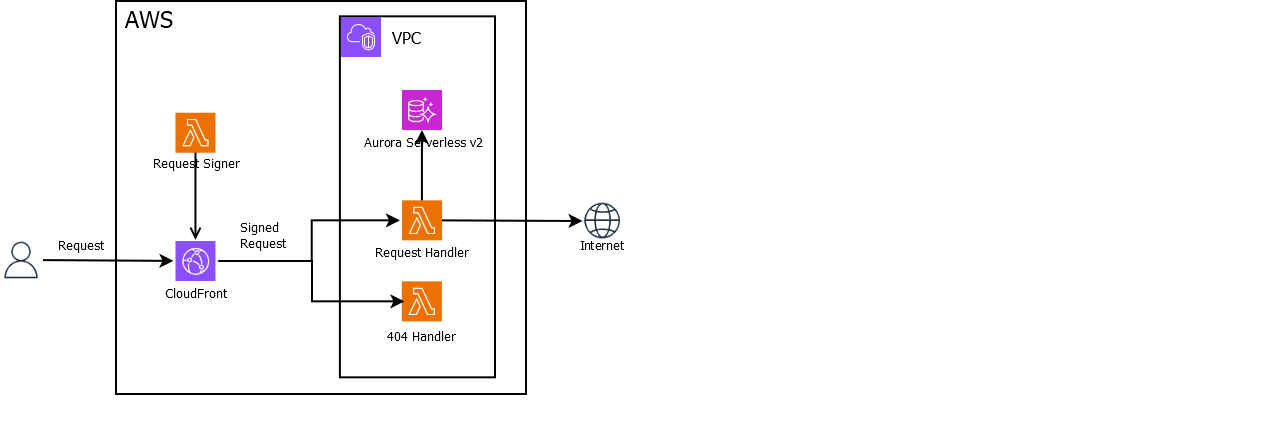 AWS
VPC
Aurora Serverless v2
Request Signer
Signed
Request
Request
Request Handler
Internet
CloudFront
404 Handler